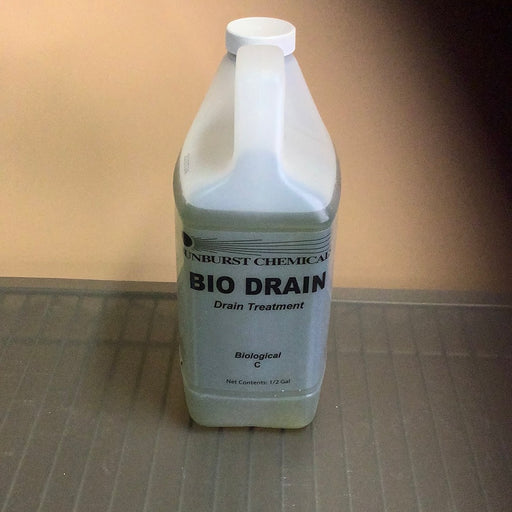 UNBURST CHEMICAL
BIO DRAIN
Drain Treatment
Biological
C
Net Contents: 1/2 Gal